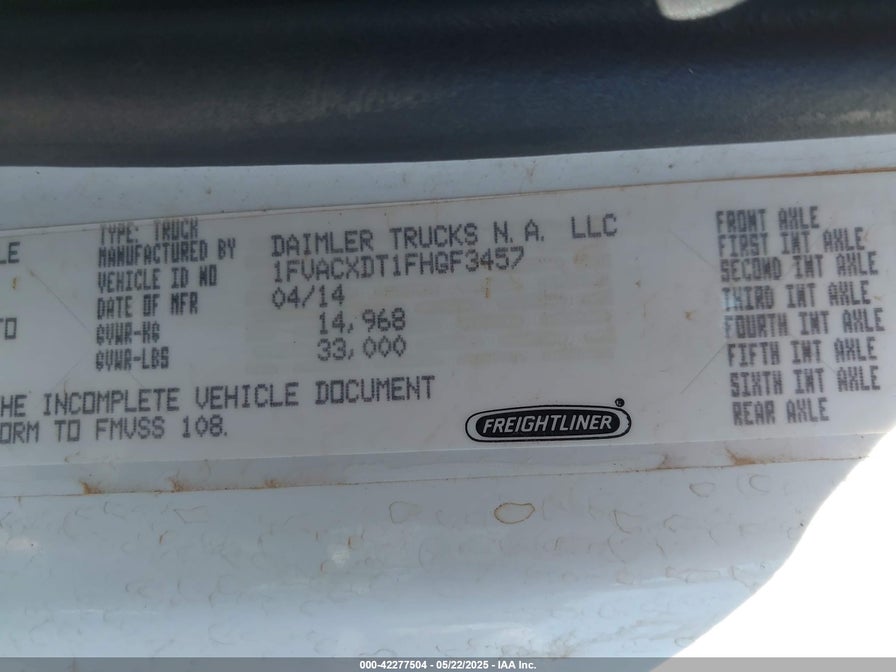 LE
TYPE: TRUCK
MANUFACTURED BY DAIMLER TRUCKS N.A. LLC
VEHICLE ID NO 1FVACXDT1FHGF3457
DATE OF MFR 04/14
TO
GVWR-KG 14,968
GVWR-LBS 33,000
HE INCOMPLETE VEHICLE DOCUMENT
ORM TO FMVSS 108.
FREIGHTLINER®
FRONT AXLE
FIRST INT AXLE
SECOND INT AXLE
THIRD INT AXLE
FOURTH INT AXLE
FIFTH INT AXLE
SIXTH INT AXLE
REAR AXLE
000-42277504 - 05/22/2025 - IAA Inc.